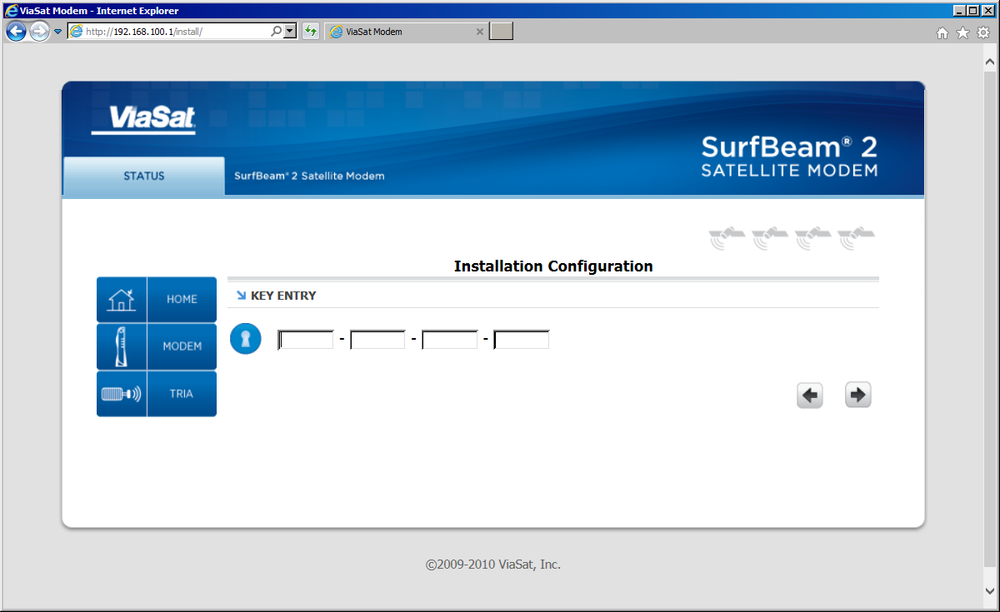 ViaSat Modem - Internet Explorer
http://192.168.100.1/install/
ViaSat Modem
ViaSat
SurfBeam® 2
SATELLITE MODEM
STATUS
SurfBeam® 2 Satellite Modem
Installation Configuration
KEY ENTRY
HOME
MODEM
TRIA
- - -
©2009-2010 ViaSat, Inc.